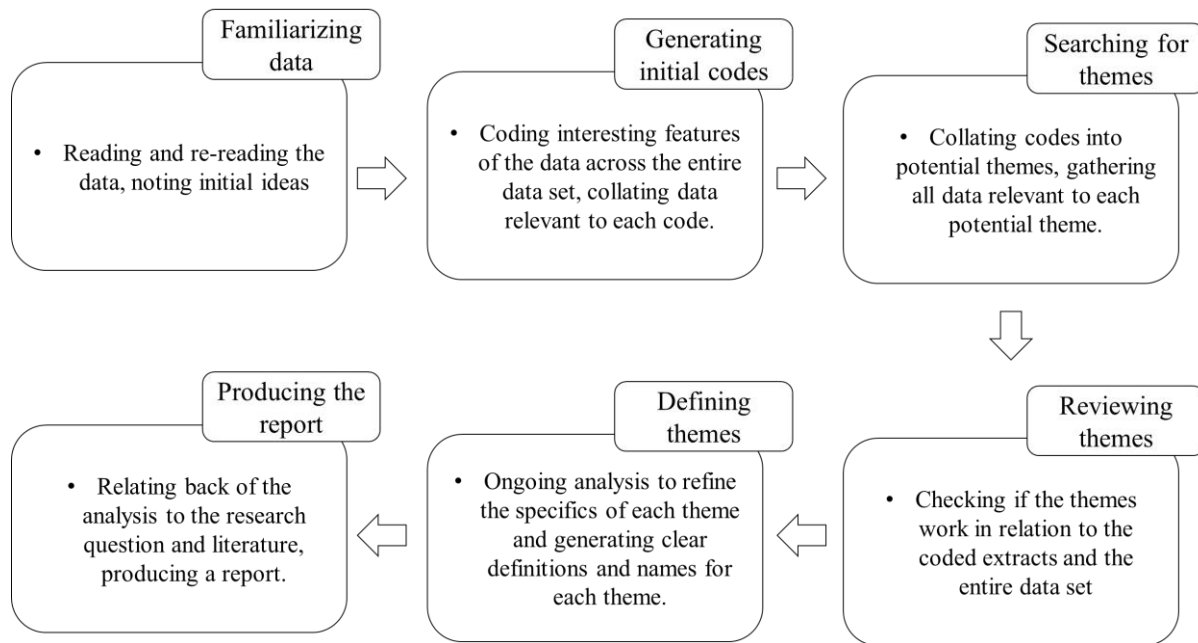 Familiarizing
data
• Reading and re-reading the
data, noting initial ideas
Generating
initial codes
• Coding interesting features
of the data across the entire
data set, collating data
relevant to each code.
Searching for
themes
• Collating codes into
potential themes, gathering
all data relevant to each
potential theme.
Reviewing
themes
• Checking if the themes
work in relation to the
coded extracts and the
entire data set
Defining
themes
• Ongoing analysis to refine
the specifics of each theme
and generating clear
definitions and names for
each theme.
Producing the
report
• Relating back of the
analysis to the research
question and literature,
producing a report.